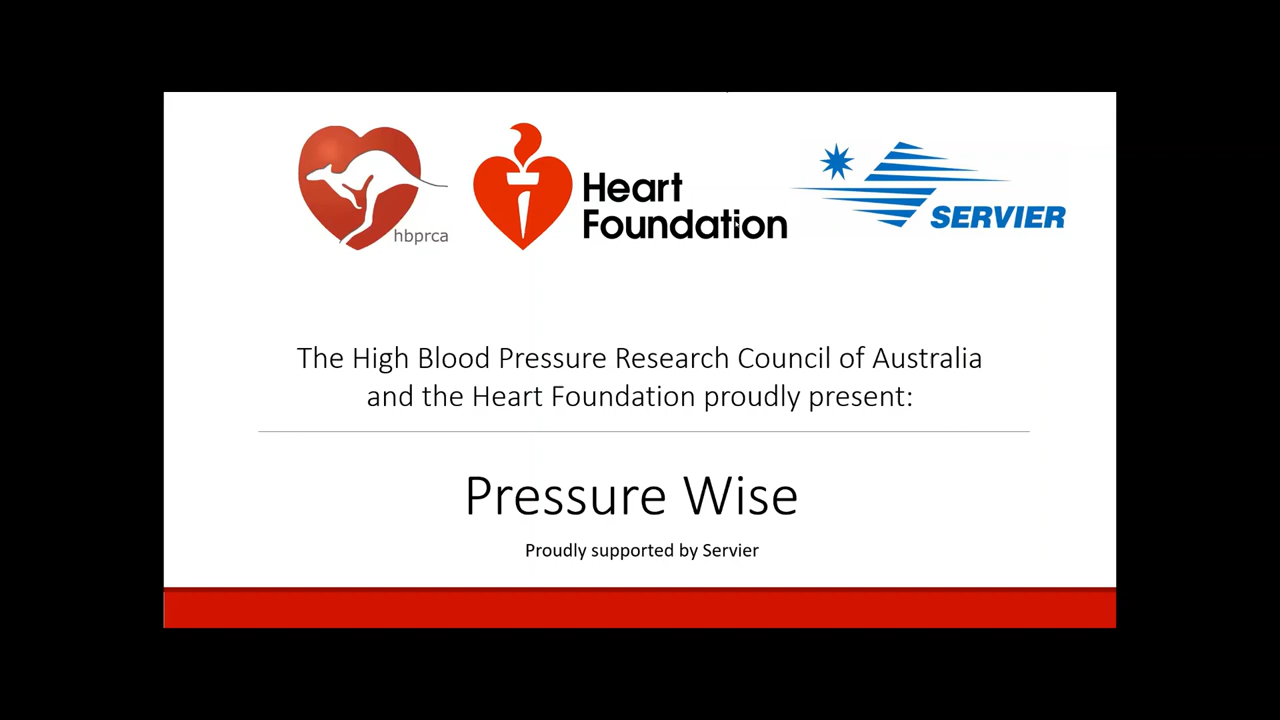 hbprca
Heart
Foundation
SERVIER
The High Blood Pressure Research Council of Australia
and the Heart Foundation proudly present:
Pressure Wise
Proudly supported by Servier